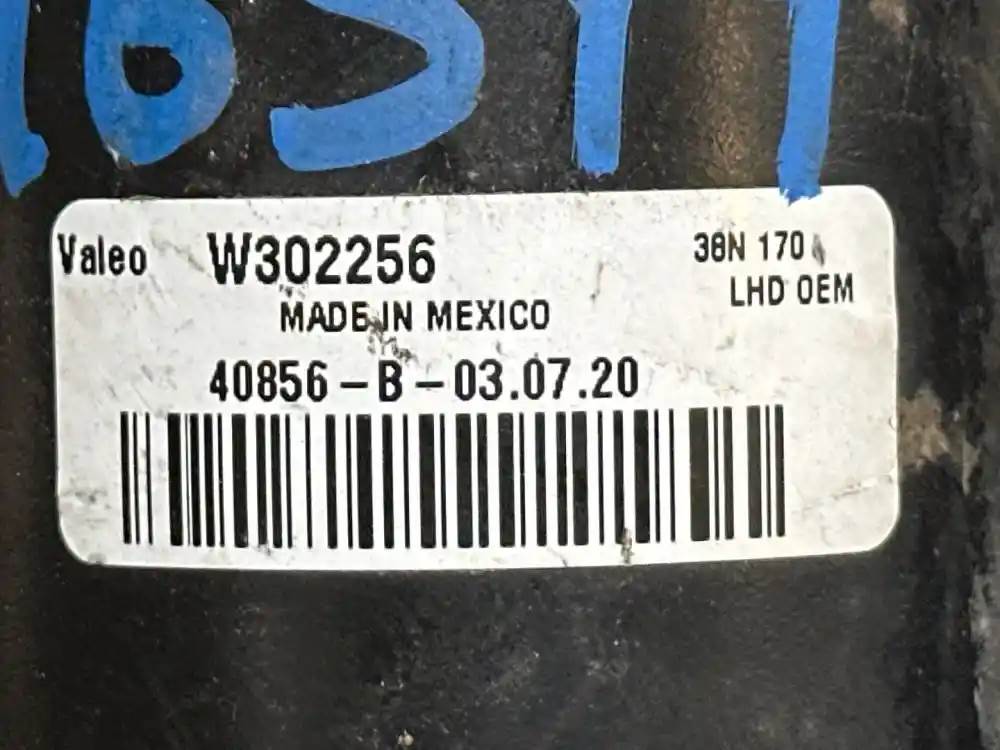 Valeo W302256 38N 170
LHD OEM
MADE IN MEXICO
40856-B-03.07.20